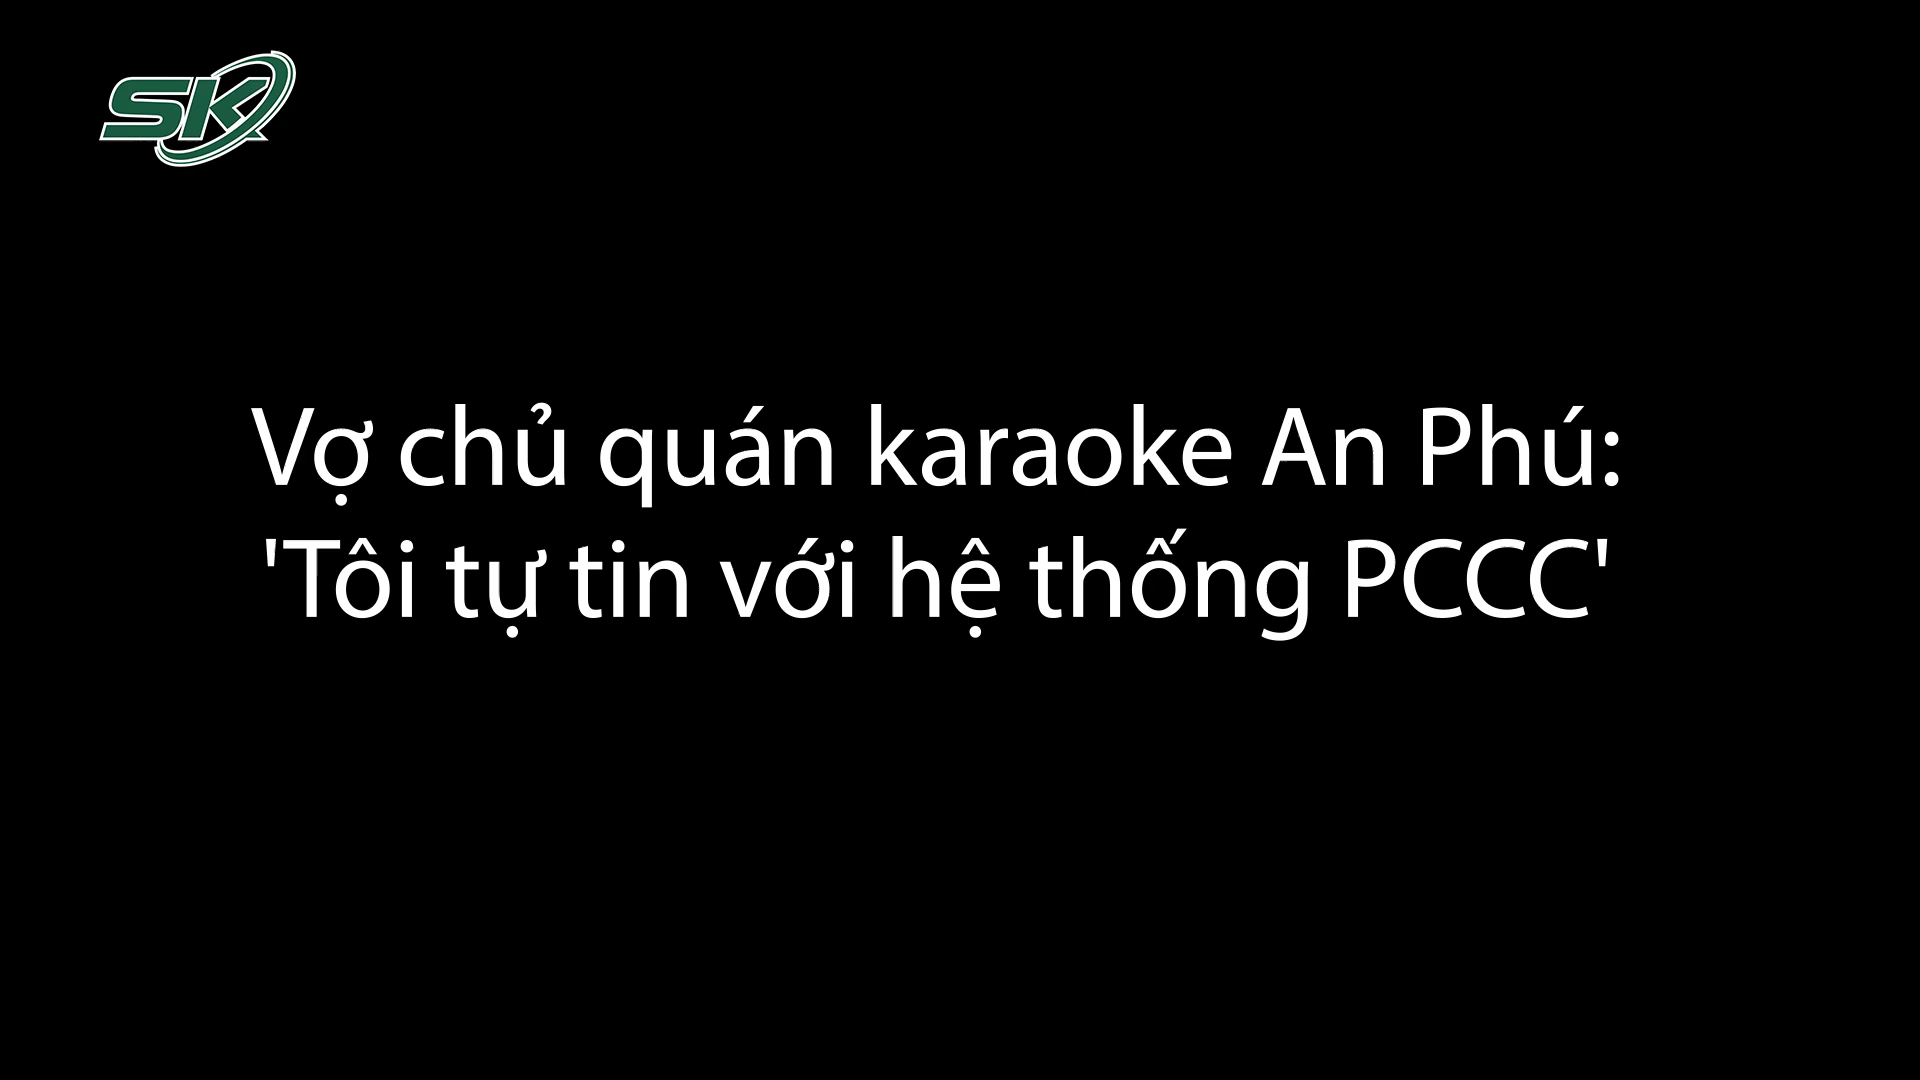 SK
Vợ chủ quán karaoke An Phú:
'Tôi tự tin với hệ thống PCCC'